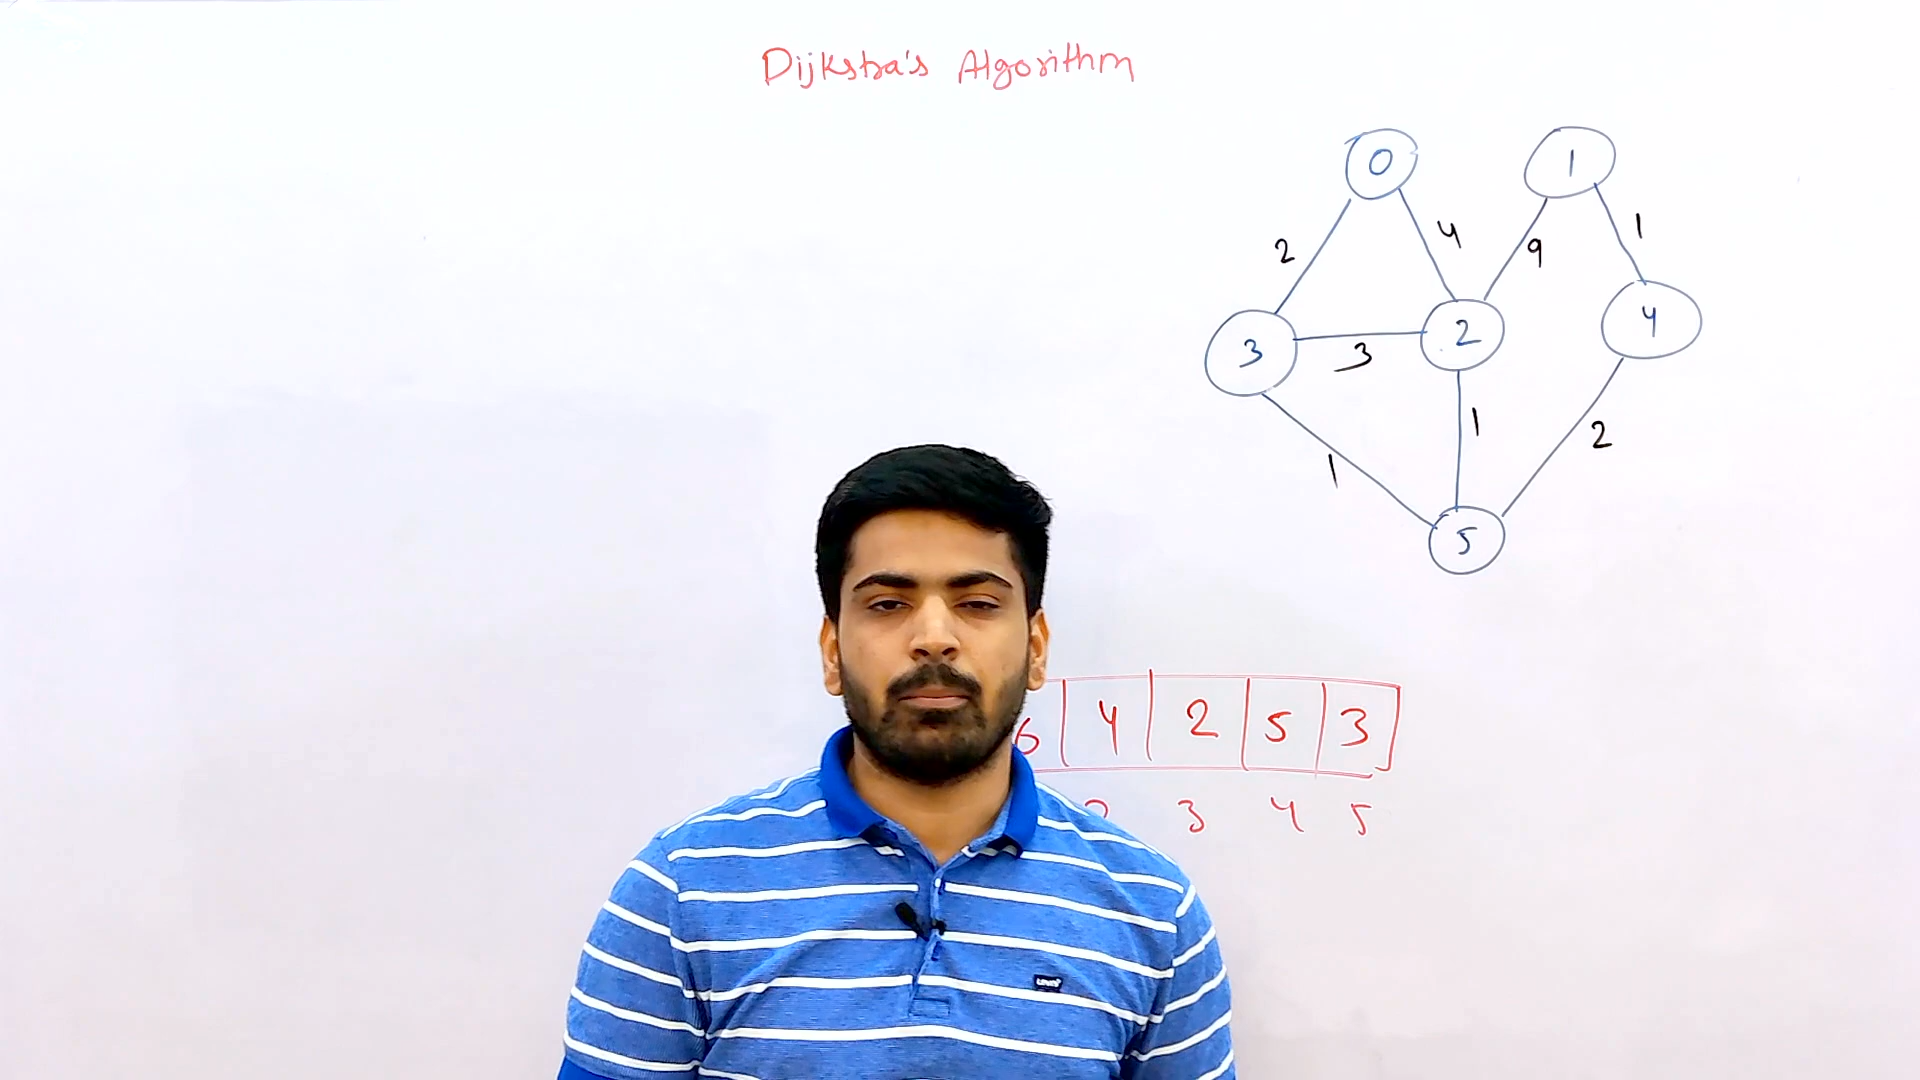 Dijkstra's Algorithm
0 1
2 4 9 1
3 3 2 4
1 1 2
5
6 4 2 5 3
3 4 5
Levi's